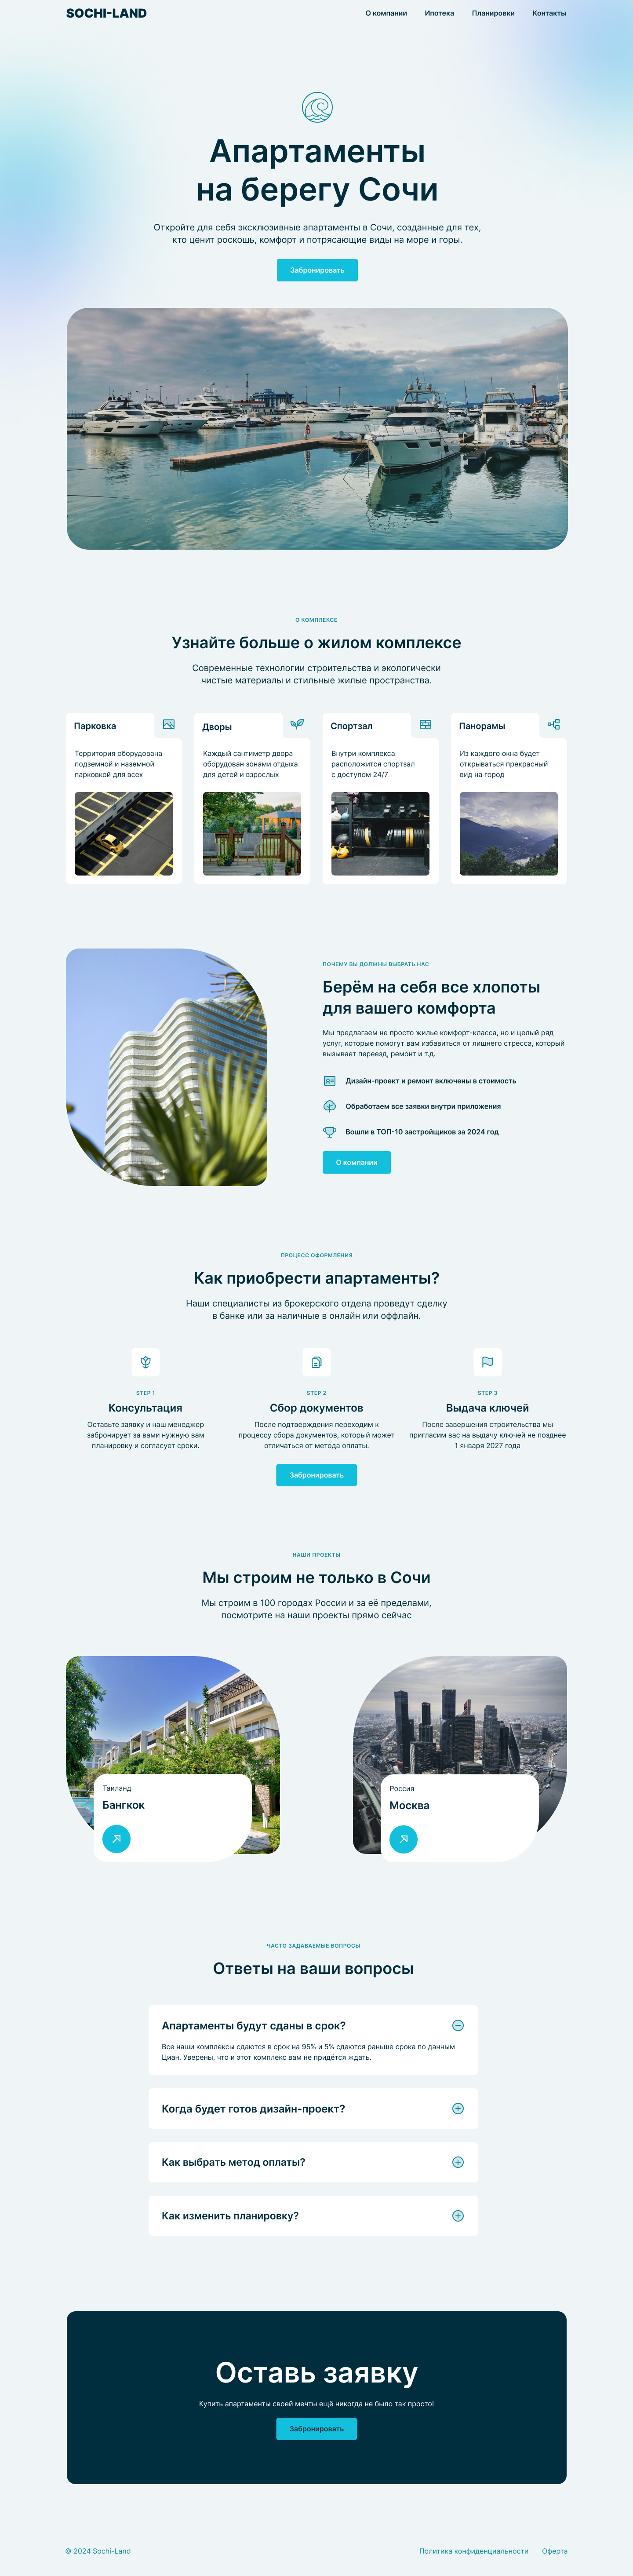 SOCHI-LAND
О компании
Ипотека
Планировки
Контакты
Апартаменты
на берегу Сочи
Откройте для себя эксклюзивные апартаменты в Сочи, созданные для тех,
кто ценит роскошь, комфорт и потрясающие виды на море и горы.
Забронировать
О КОМПЛЕКСЕ
Узнайте больше о жилом комплексе
Современные технологии строительства и экологически
чистые материалы и стильные жилые пространства.
Парковка
Территория оборудована
подземной и наземной
парковкой для всех
Дворы
Каждый сантиметр двора
оборудован зонами отдыха
для детей и взрослых
Спортзал
Внутри комплекса
расположится спортзал
с доступом 24/7
Панорамы
Из каждого окна будет
открываться прекрасный
вид на город
ПОЧЕМУ ВЫ ДОЛЖНЫ ВЫБРАТЬ НАС
Берём на себя все хлопоты
для вашего комфорта
Мы предлагаем не просто жилье комфорт-класса, но и целый ряд
услуг, которые помогут вам избавиться от лишнего стресса, который
вызывает переезд, ремонт и т.д.
Дизайн-проект и ремонт включены в стоимость
Обработаем все заявки внутри приложения
Вошли в ТОП-10 застройщиков за 2024 год
О компании
ПРОЦЕСС ОФОРМЛЕНИЯ
Как приобрести апартаменты?
Наши специалисты из брокерского отдела проведут сделку
в банке или за наличные в онлайн или оффлайн.
STEP 1
Консультация
Оставьте заявку и наш менеджер
забронирует за вами нужную вам
планировку и согласует сроки.
STEP 2
Сбор документов
После подтверждения переходим к
процессу сбора документов, который может
отличаться от метода оплаты.
STEP 3
Выдача ключей
После завершения строительства мы
пригласим вас на выдачу ключей не позднее
1 января 2027 года
Забронировать
НАШИ ПРОЕКТЫ
Мы строим не только в Сочи
Мы строим в 100 городах России и за её пределами,
посмотрите на наши проекты прямо сейчас
Таиланд
Бангкок
Россия
Москва
ЧАСТО ЗАДАВАЕМЫЕ ВОПРОСЫ
Ответы на ваши вопросы
Апартаменты будут сданы в срок?
Все наши комплексы сдаются в срок на 95% и 5% сдаются раньше срока по данным
Циан. Уверены, что и этот комплекс вам не придётся ждать.
Когда будет готов дизайн-проект?
Как выбрать метод оплаты?
Как изменить планировку?
Оставь заявку
Купить апартаменты своей мечты ещё никогда не было так просто!
Забронировать
© 2024 Sochi-Land
Политика конфиденциальности
Оферта